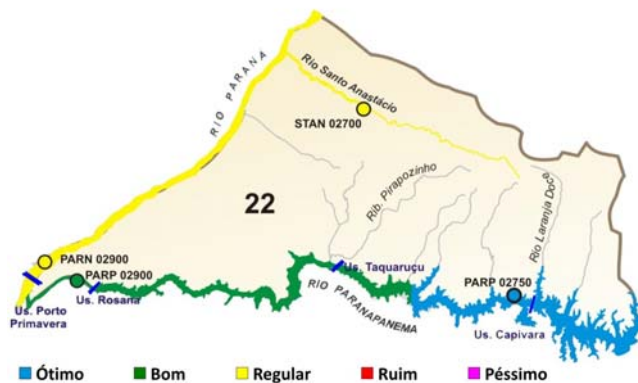 RIO PARANÁ
Rio Santo Anastácio
STAN 02700
Rib. Pirapozinho
Rio Laranja Doce
22
PARN 02900
PARP 02900
Us. Taquaruçu
Us. Rosana
Us. Porto
Primavera
RIO PARANAPANEMA
PARP 02750
Us. Capivara
Ótimo
Bom
Regular
Ruim
Péssimo